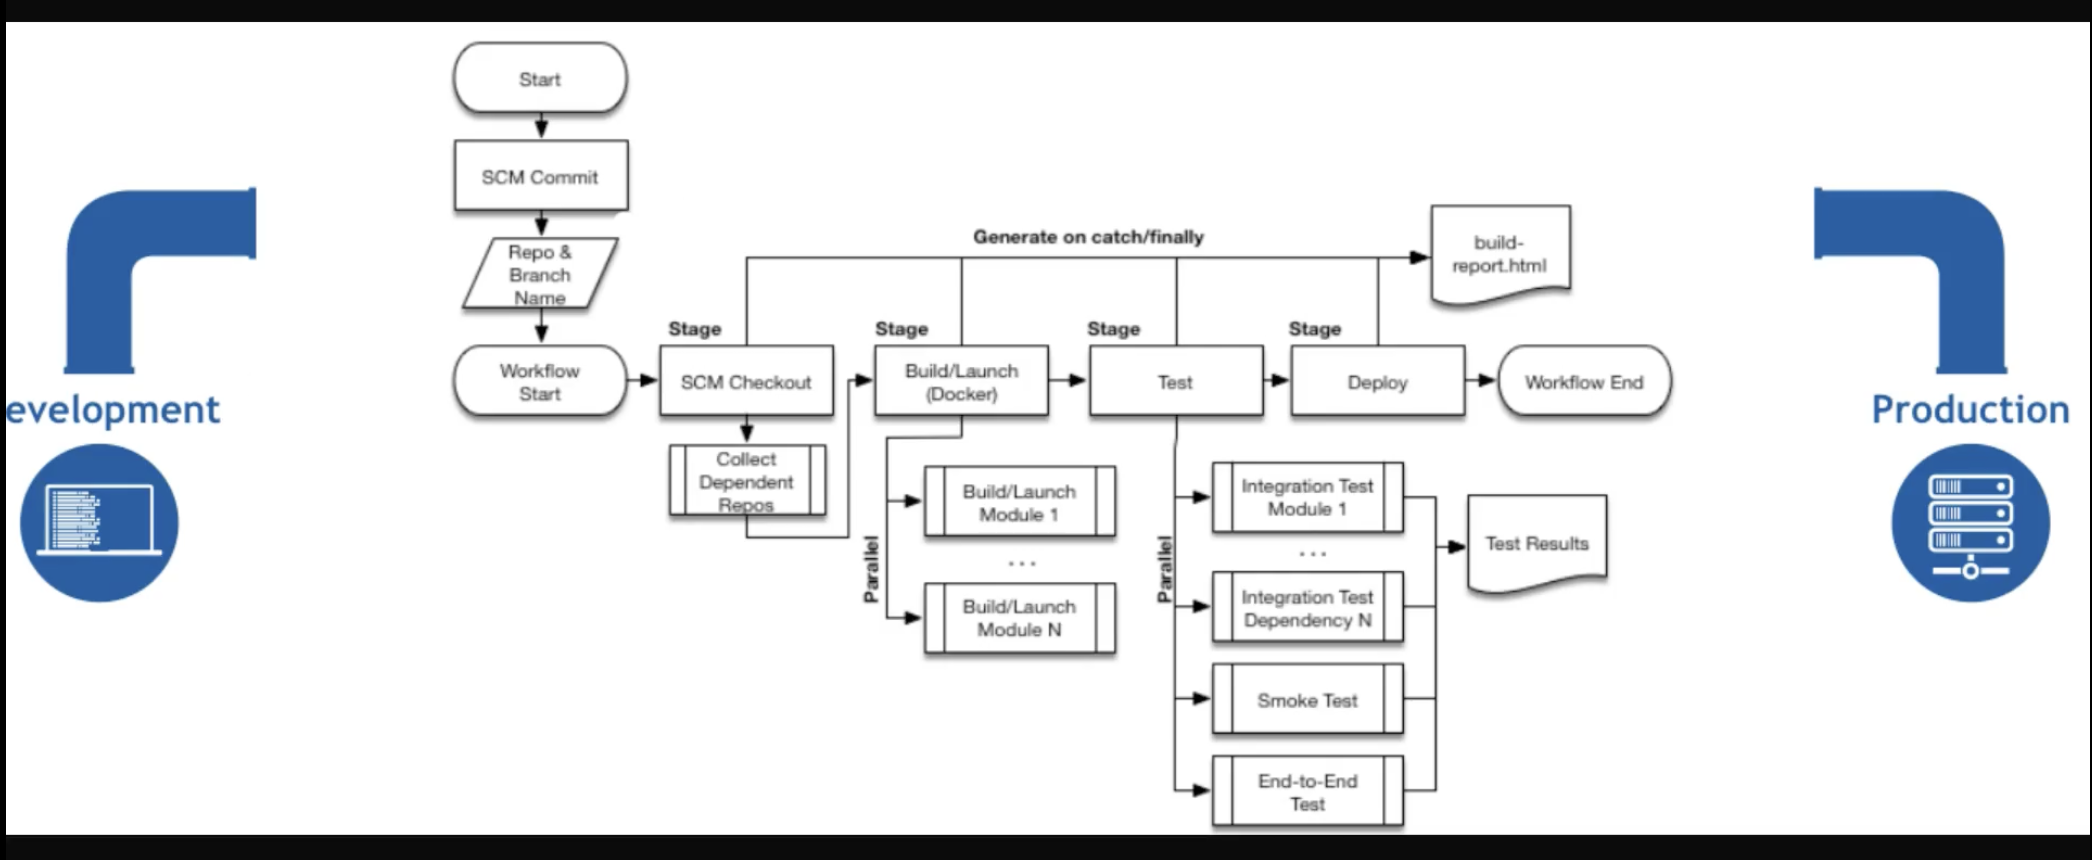 Start
SCM Commit
Repo &
Branch
Name
Workflow
Start
Generate on catch/finally
build-
report.html
Stage
SCM Checkout
Collect
Dependent
Repos
Stage
Build/Launch
(Docker)
Parallel
Build/Launch
Module 1
...
Build/Launch
Module N
Stage
Test
Parallel
Integration Test
Module 1
...
Integration Test
Dependency N
Smoke Test
End-to-End
Test
Test Results
Stage
Deploy
Workflow End
evelopment
Production